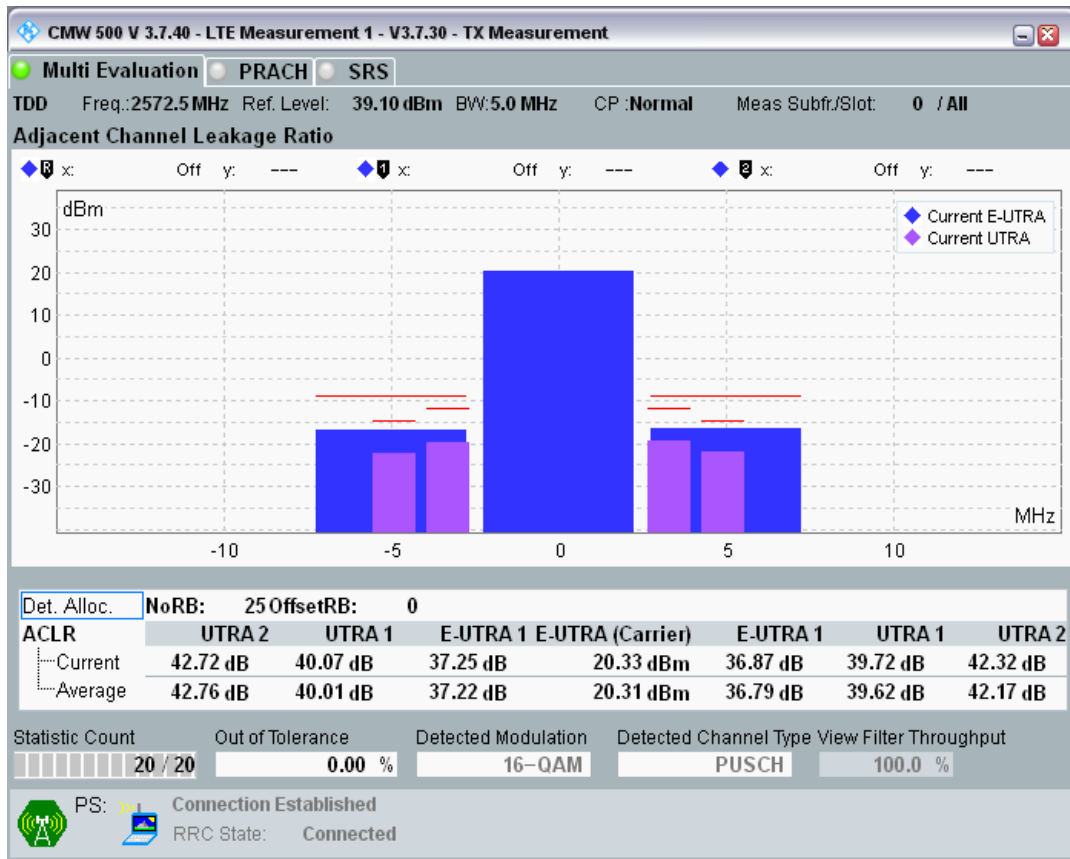 CMW 500 V 3.7.40 - LTE Measurement 1 - V3.7.30 - TX Measurement
Multi Evaluation PRACH SRS
TDD Freq.:2572.5 MHz Ref. Level: 39.10 dBm BW:5.0 MHz CP :Normal Meas Subfr./Slot: 0 / All
Adjacent Channel Leakage Ratio
R x: Off y: --- 1 x: Off y: --- 2 x: Off y: ---
dBm
Current E-UTRA
Current UTRA
30
20
10
0
-10
-20
-30
MHz
-10 -5 0 5 10
Det. Alloc. NoRB: 25 OffsetRB: 0
ACLR UTRA 2 UTRA 1 E-UTRA 1 E-UTRA (Carrier) E-UTRA 1 UTRA 1 UTRA 2
Current 42.72 dB 40.07 dB 37.25 dB 20.33 dBm 36.87 dB 39.72 dB 42.32 dB
Average 42.76 dB 40.01 dB 37.22 dB 20.31 dBm 36.79 dB 39.62 dB 42.17 dB
Statistic Count Out of Tolerance Detected Modulation Detected Channel Type View Filter Throughput
20 / 20 0.00 % 16-QAM PUSCH 100.0 %
PS: Connection Established
RRC State: Connected